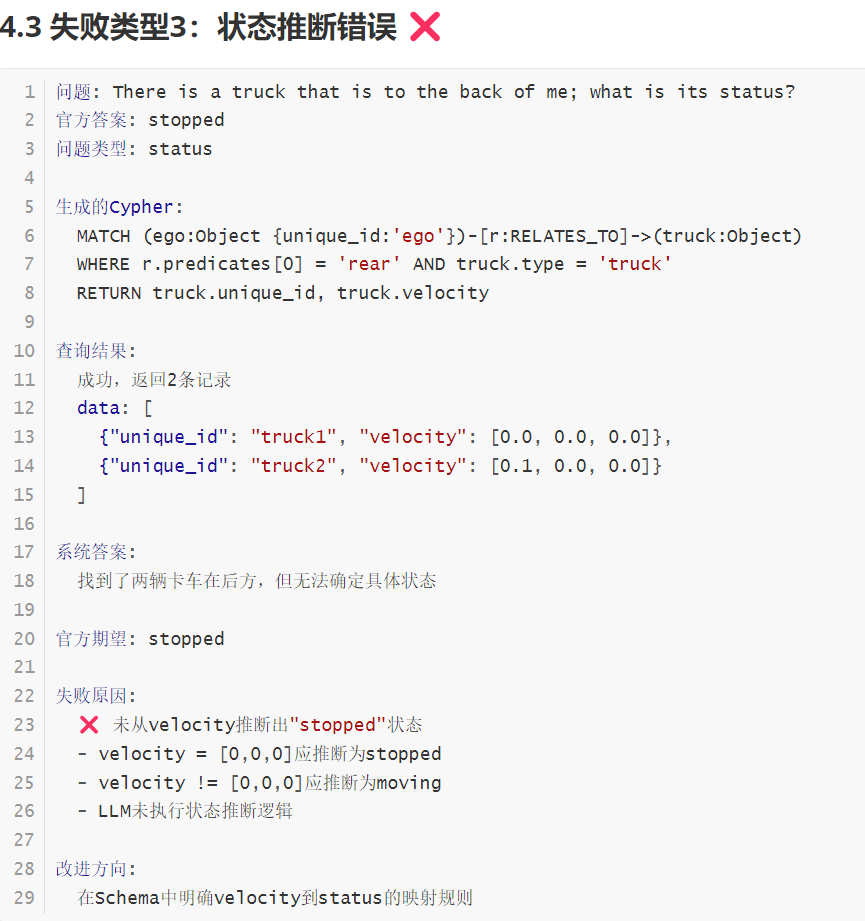 4.3 失败类型3：状态推断错误 ❌
1 问题: There is a truck that is to the back of me; what is its status?
2 官方答案: stopped
3 问题类型: status
4
5 生成的Cypher:
6 MATCH (ego:Object {unique_id:'ego'})-[r:RELATES_TO]->(truck:Object)
7 WHERE r.predicates[0] = 'rear' AND truck.type = 'truck'
8 RETURN truck.unique_id, truck.velocity
9
10 查询结果:
11 成功，返回2条记录
12 data: [
13 {"unique_id": "truck1", "velocity": [0.0, 0.0, 0.0]},
14 {"unique_id": "truck2", "velocity": [0.1, 0.0, 0.0]}
15 ]
16
17 系统答案:
18 找到了两辆卡车在后方，但无法确定具体状态
19
20 官方期望: stopped
21
22 失败原因:
23 ❌ 未从velocity推断出"stopped"状态
24 - velocity = [0,0,0]应推断为stopped
25 - velocity != [0,0,0]应推断为moving
26 - LLM未执行状态推断逻辑
27
28 改进方向:
29 在Schema中明确velocity到status的映射规则